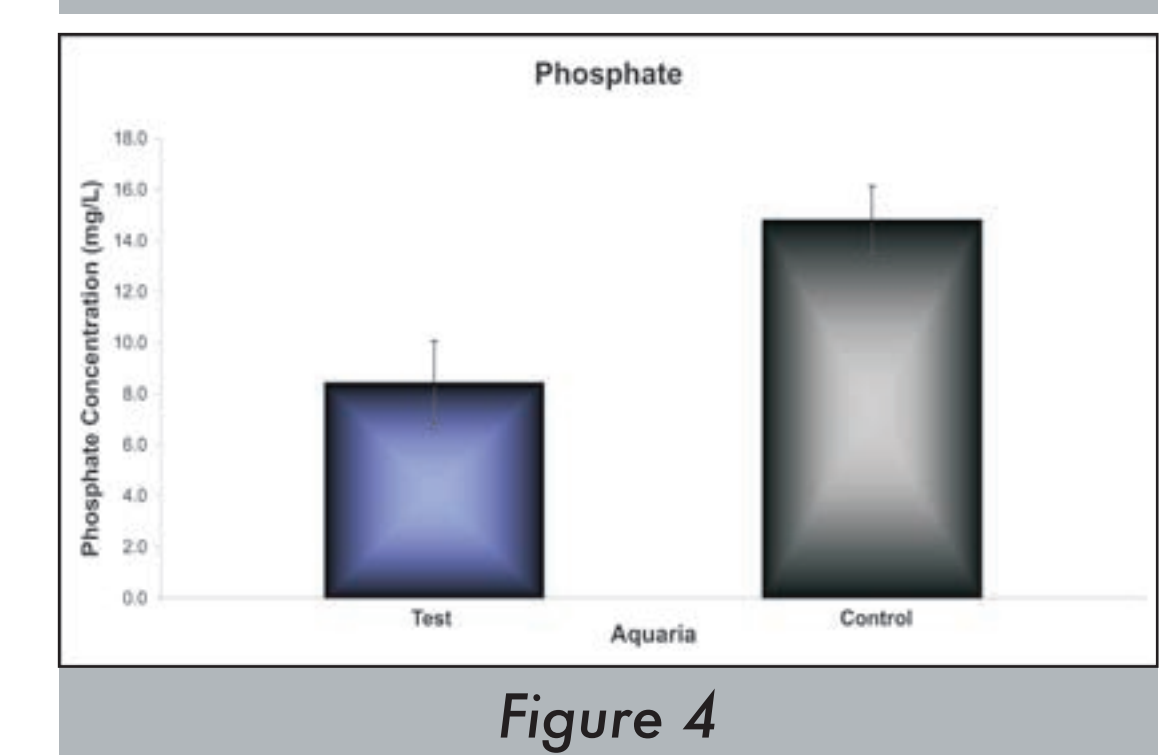 Phosphate
18.0
16.0
14.0
12.0
10.0
8.0
6.0
4.0
2.0
0.0
Phosphate Concentration (mg/L)
Test
Control
Aquaria
Figure 4